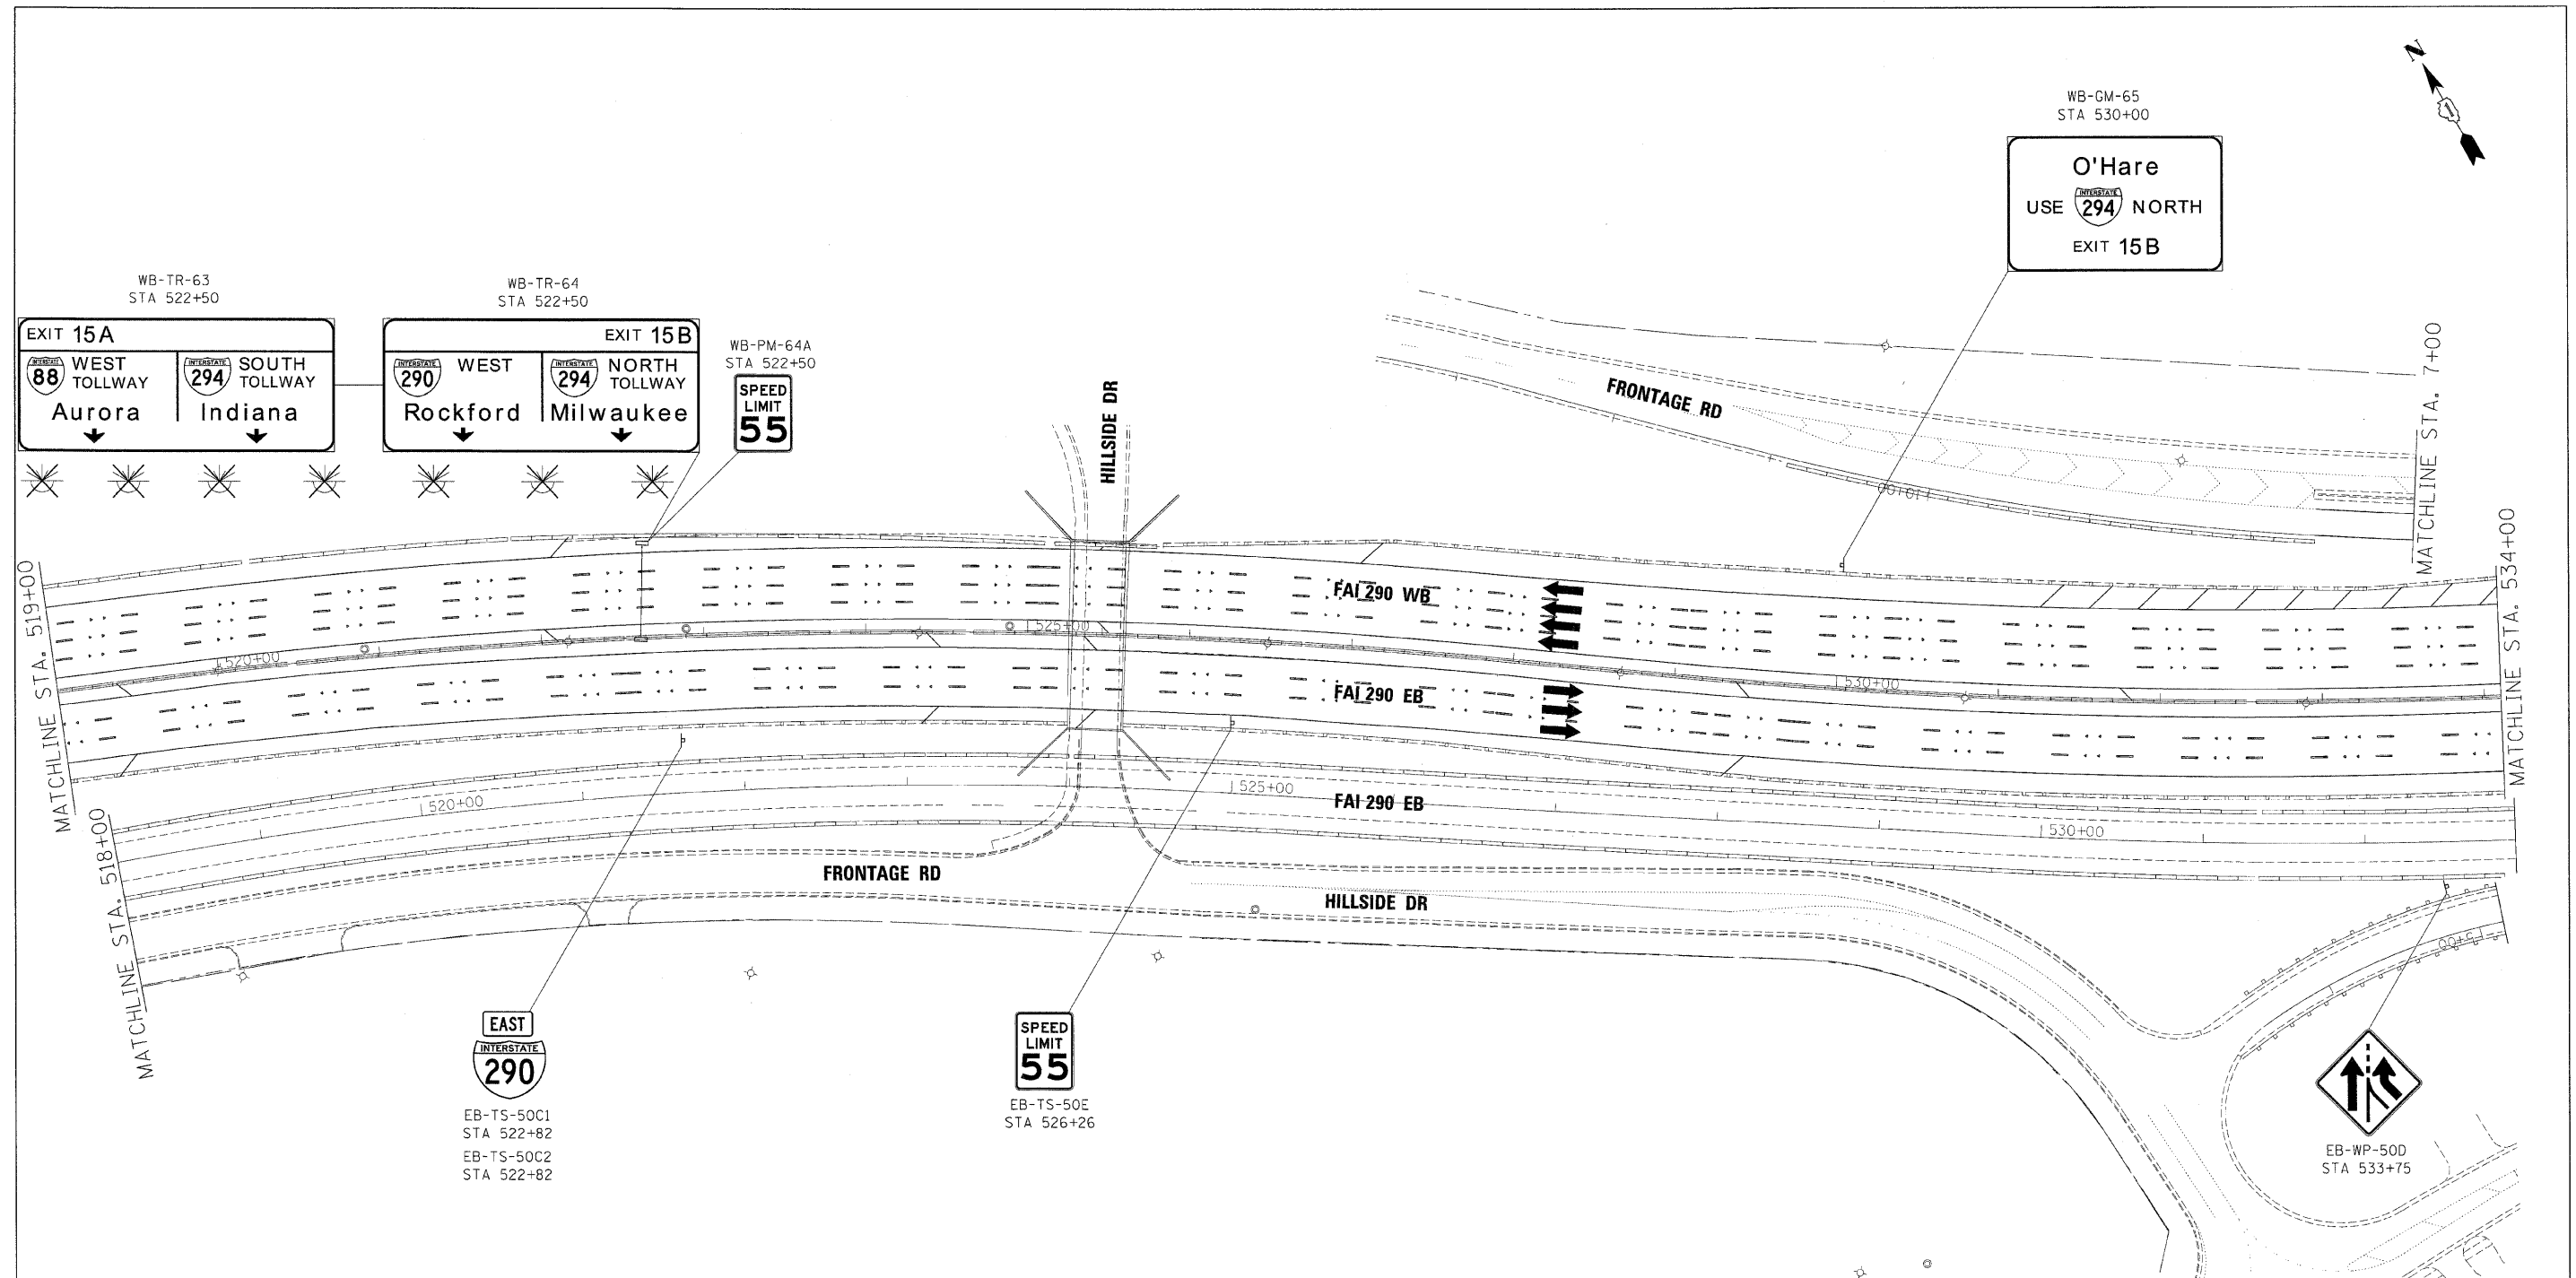 N
WB-GM-65
STA 530+00
O'Hare
USE INTERSTATE 294 NORTH
EXIT 15B
WB-TR-63
STA 522+50
EXIT 15A
INTERSTATE 88 WEST TOLLWAY
Aurora
INTERSTATE 294 SOUTH TOLLWAY
Indiana
WB-TR-64
STA 522+50
EXIT 15B
INTERSTATE 290 WEST
Rockford
INTERSTATE 294 NORTH TOLLWAY
Milwaukee
WB-PM-64A
STA 522+50
SPEED
LIMIT
55
HILLSIDE DR
FRONTAGE RD
MATCHLINE STA. 7+00
MATCHLINE STA. 519+00
520+00
525+00
FAI 290 WB
FAI 290 EB
530+00
MATCHLINE STA. 534+00
MATCHLINE STA. 518+00
520+00
525+00
FAI 290 EB
530+00
FRONTAGE RD
HILLSIDE DR
EAST
INTERSTATE
290
EB-TS-50C1
STA 522+82
EB-TS-50C2
STA 522+82
SPEED
LIMIT
55
EB-TS-50E
STA 526+26
EB-WP-50D
STA 533+75